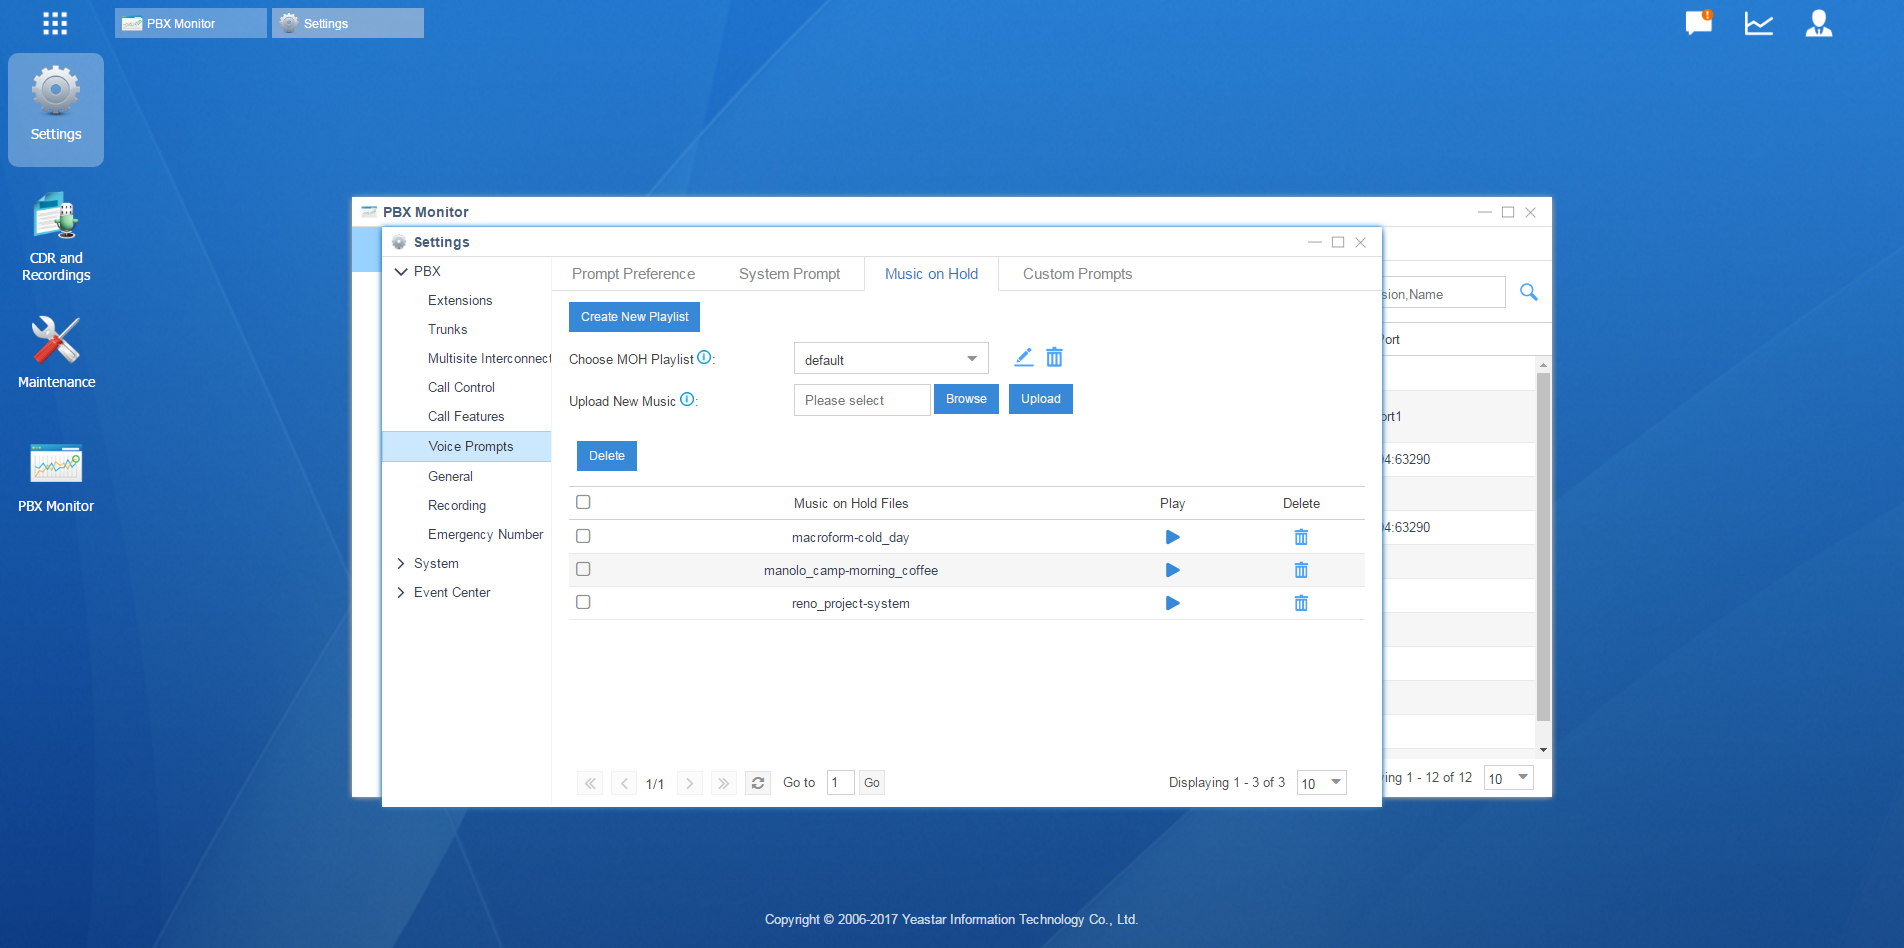 PBX Monitor
Settings
Settings
CDR and
Recordings
Maintenance
PBX Monitor
PBX Monitor
Settings
PBX
Extensions
Trunks
Multisite Interconnect
Call Control
Call Features
Voice Prompts
General
Recording
Emergency Number
System
Event Center
Prompt Preference
System Prompt
Music on Hold
Custom Prompts
Create New Playlist
Choose MOH Playlist :
default
Upload New Music :
Please select
Browse
Upload
Delete
Music on Hold Files
Play
Delete
macroform-cold_day
manolo_camp-morning_coffee
reno_project-system
1/1
Go to
1
Go
Displaying 1 - 3 of 3
10
sion,Name
Port
ort1
04:63290
04:63290
ing 1 - 12 of 12
10
Copyright © 2006-2017 Yeastar Information Technology Co., Ltd.